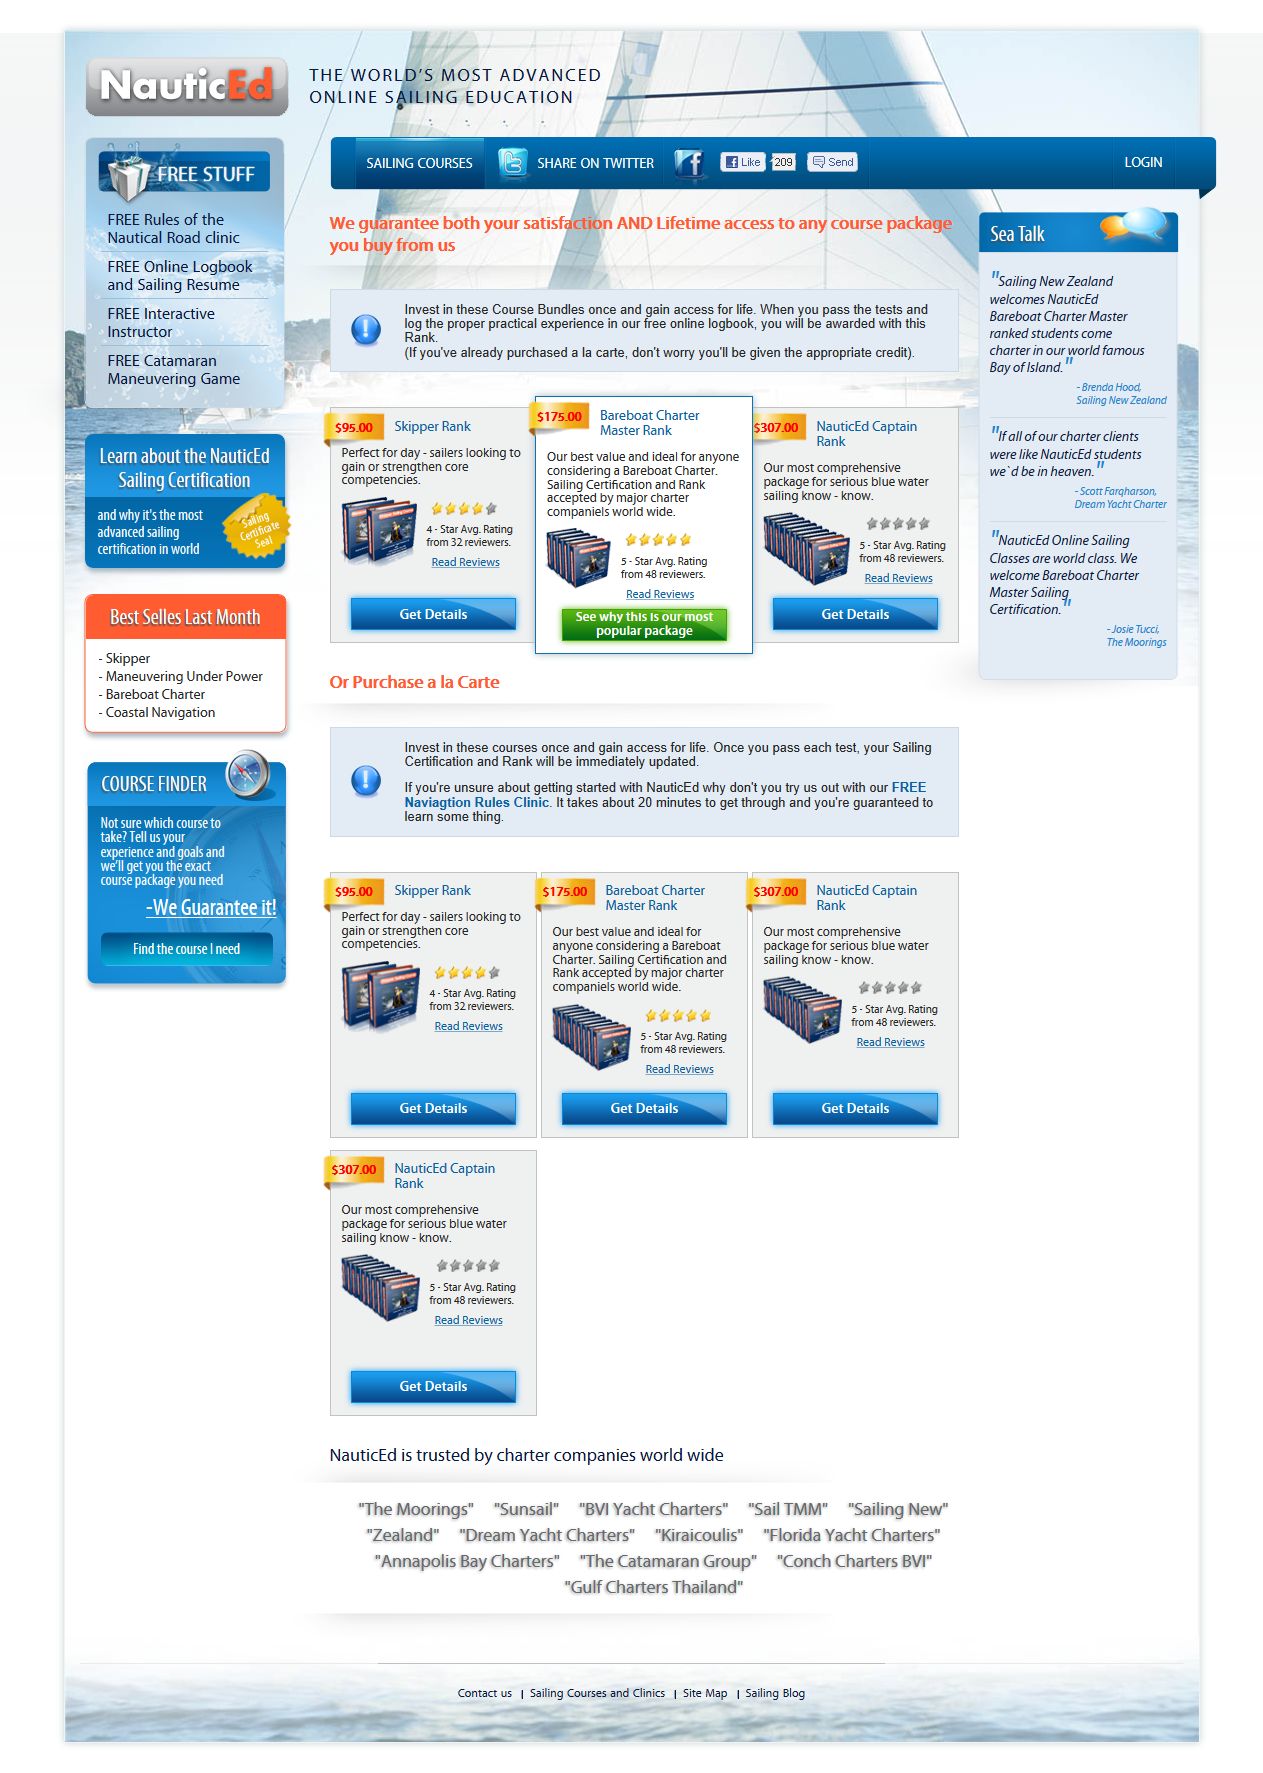 NauticEd
THE WORLD'S MOST ADVANCED
ONLINE SAILING EDUCATION
SAILING COURSES
SHARE ON TWITTER
Like
209
Send
LOGIN
FREE STUFF
FREE Rules of the
Nautical Road clinic
FREE Online Logbook
and Sailing Resume
FREE Interactive
Instructor
FREE Catamaran
Maneuvering Game
Learn about the NauticEd
Sailing Certification
and why it's the most
advanced sailing
certification in world
Sailing
Certificate
Seal
Best Selles Last Month
- Skipper
- Maneuvering Under Power
- Bareboat Charter
- Coastal Navigation
COURSE FINDER
Not sure which course to
take? Tell us your
experience and goals and
we'll get you the exact
course package you need
-We Guarantee it!
Find the course I need
We guarantee both your satisfaction AND Lifetime access to any course package
you buy from us
Invest in these Course Bundles once and gain access for life. When you pass the tests and
log the proper practical experience in our free online logbook, you will be awarded with this
Rank.
(If you've already purchased a la carte, don't worry you'll be given the appropriate credit).
$95.00
Skipper Rank
Perfect for day - sailers looking to
gain or strengthen core
competencies.
4 - Star Avg. Rating
from 32 reviewers.
Read Reviews
Get Details
$175.00
Bareboat Charter
Master Rank
Our best value and ideal for anyone
considering a Bareboat Charter.
Sailing Certification and Rank
accepted by major charter
companiels world wide.
5 - Star Avg. Rating
from 48 reviewers.
Read Reviews
See why this is our most
popular package
$307.00
NauticEd Captain
Rank
Our most comprehensive
package for serious blue water
sailing know - know.
5 - Star Avg. Rating
from 48 reviewers.
Read Reviews
Get Details
Or Purchase a la Carte
Invest in these courses once and gain access for life. Once you pass each test, your Sailing
Certification and Rank will be immediately updated.
If you're unsure about getting started with NauticEd why don't you try us out with our FREE
Naviagtion Rules Clinic. It takes about 20 minutes to get through and you're guaranteed to
learn some thing.
$95.00
Skipper Rank
Perfect for day - sailers looking to
gain or strengthen core
competencies.
4 - Star Avg. Rating
from 32 reviewers.
Read Reviews
Get Details
$175.00
Bareboat Charter
Master Rank
Our best value and ideal for
anyone considering a Bareboat
Charter. Sailing Certification and
Rank accepted by major charter
companiels world wide.
5 - Star Avg. Rating
from 48 reviewers.
Read Reviews
Get Details
$307.00
NauticEd Captain
Rank
Our most comprehensive
package for serious blue water
sailing know - know.
5 - Star Avg. Rating
from 48 reviewers.
Read Reviews
Get Details
$307.00
NauticEd Captain
Rank
Our most comprehensive
package for serious blue water
sailing know - know.
5 - Star Avg. Rating
from 48 reviewers.
Read Reviews
Get Details
Sea Talk
"Sailing New Zealand
welcomes NauticEd
Bareboat Charter Master
ranked students come
charter in our world famous
Bay of Island."
- Brenda Hood,
Sailing New Zealand
"If all of our charter clients
were like NauticEd students
we`d be in heaven."
- Scott Farqharson,
Dream Yacht Charter
"NauticEd Online Sailing
Classes are world class. We
welcome Bareboat Charter
Master Sailing
Certification."
- Josie Tucci,
The Moorings
NauticEd is trusted by charter companies world wide
"The Moorings" "Sunsail" "BVI Yacht Charters" "Sail TMM" "Sailing New"
"Zealand" "Dream Yacht Charters" "Kiraicoulis" "Florida Yacht Charters"
"Annapolis Bay Charters" "The Catamaran Group" "Conch Charters BVI"
"Gulf Charters Thailand"
Contact us | Sailing Courses and Clinics | Site Map | Sailing Blog